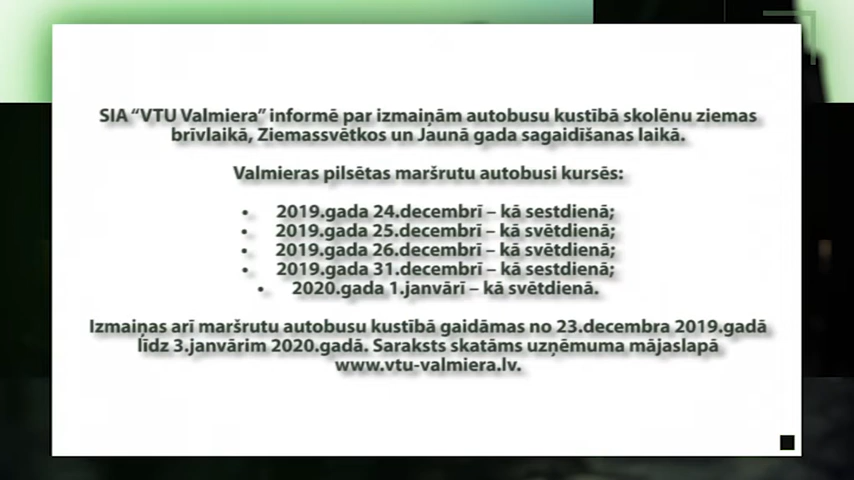 SIA “VTU Valmiera” informē par izmaiņām autobusu kustībā skolēnu ziemas
brīvlaikā, Ziemassvētkos un Jaunā gada sagaidīšanas laikā.
Valmieras pilsētas maršrutu autobusi kursēs:
• 2019.gada 24.decembrī – kā sestdienā;
• 2019.gada 25.decembrī – kā svētdienā;
• 2019.gada 26.decembrī – kā svētdienā;
• 2019.gada 31.decembrī – kā sestdienā;
• 2020.gada 1.janvārī – kā svētdienā.
Izmaiņas arī maršrutu autobusu kustībā gaidāmas no 23.decembra 2019.gadā
līdz 3.janvārim 2020.gadā. Saraksts skatāms uzņēmuma mājaslapā
www.vtu-valmiera.lv.